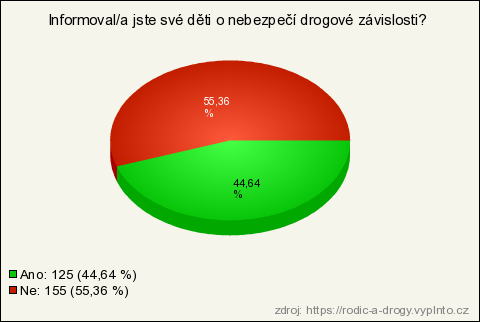 Informoval/a jste své děti o nebezpečí drogové závislosti?
55,36
%
44,64
%
Ano: 125 (44,64 %)
Ne: 155 (55,36 %)
zdroj: https://rodic-a-drogy.vyplnto.cz